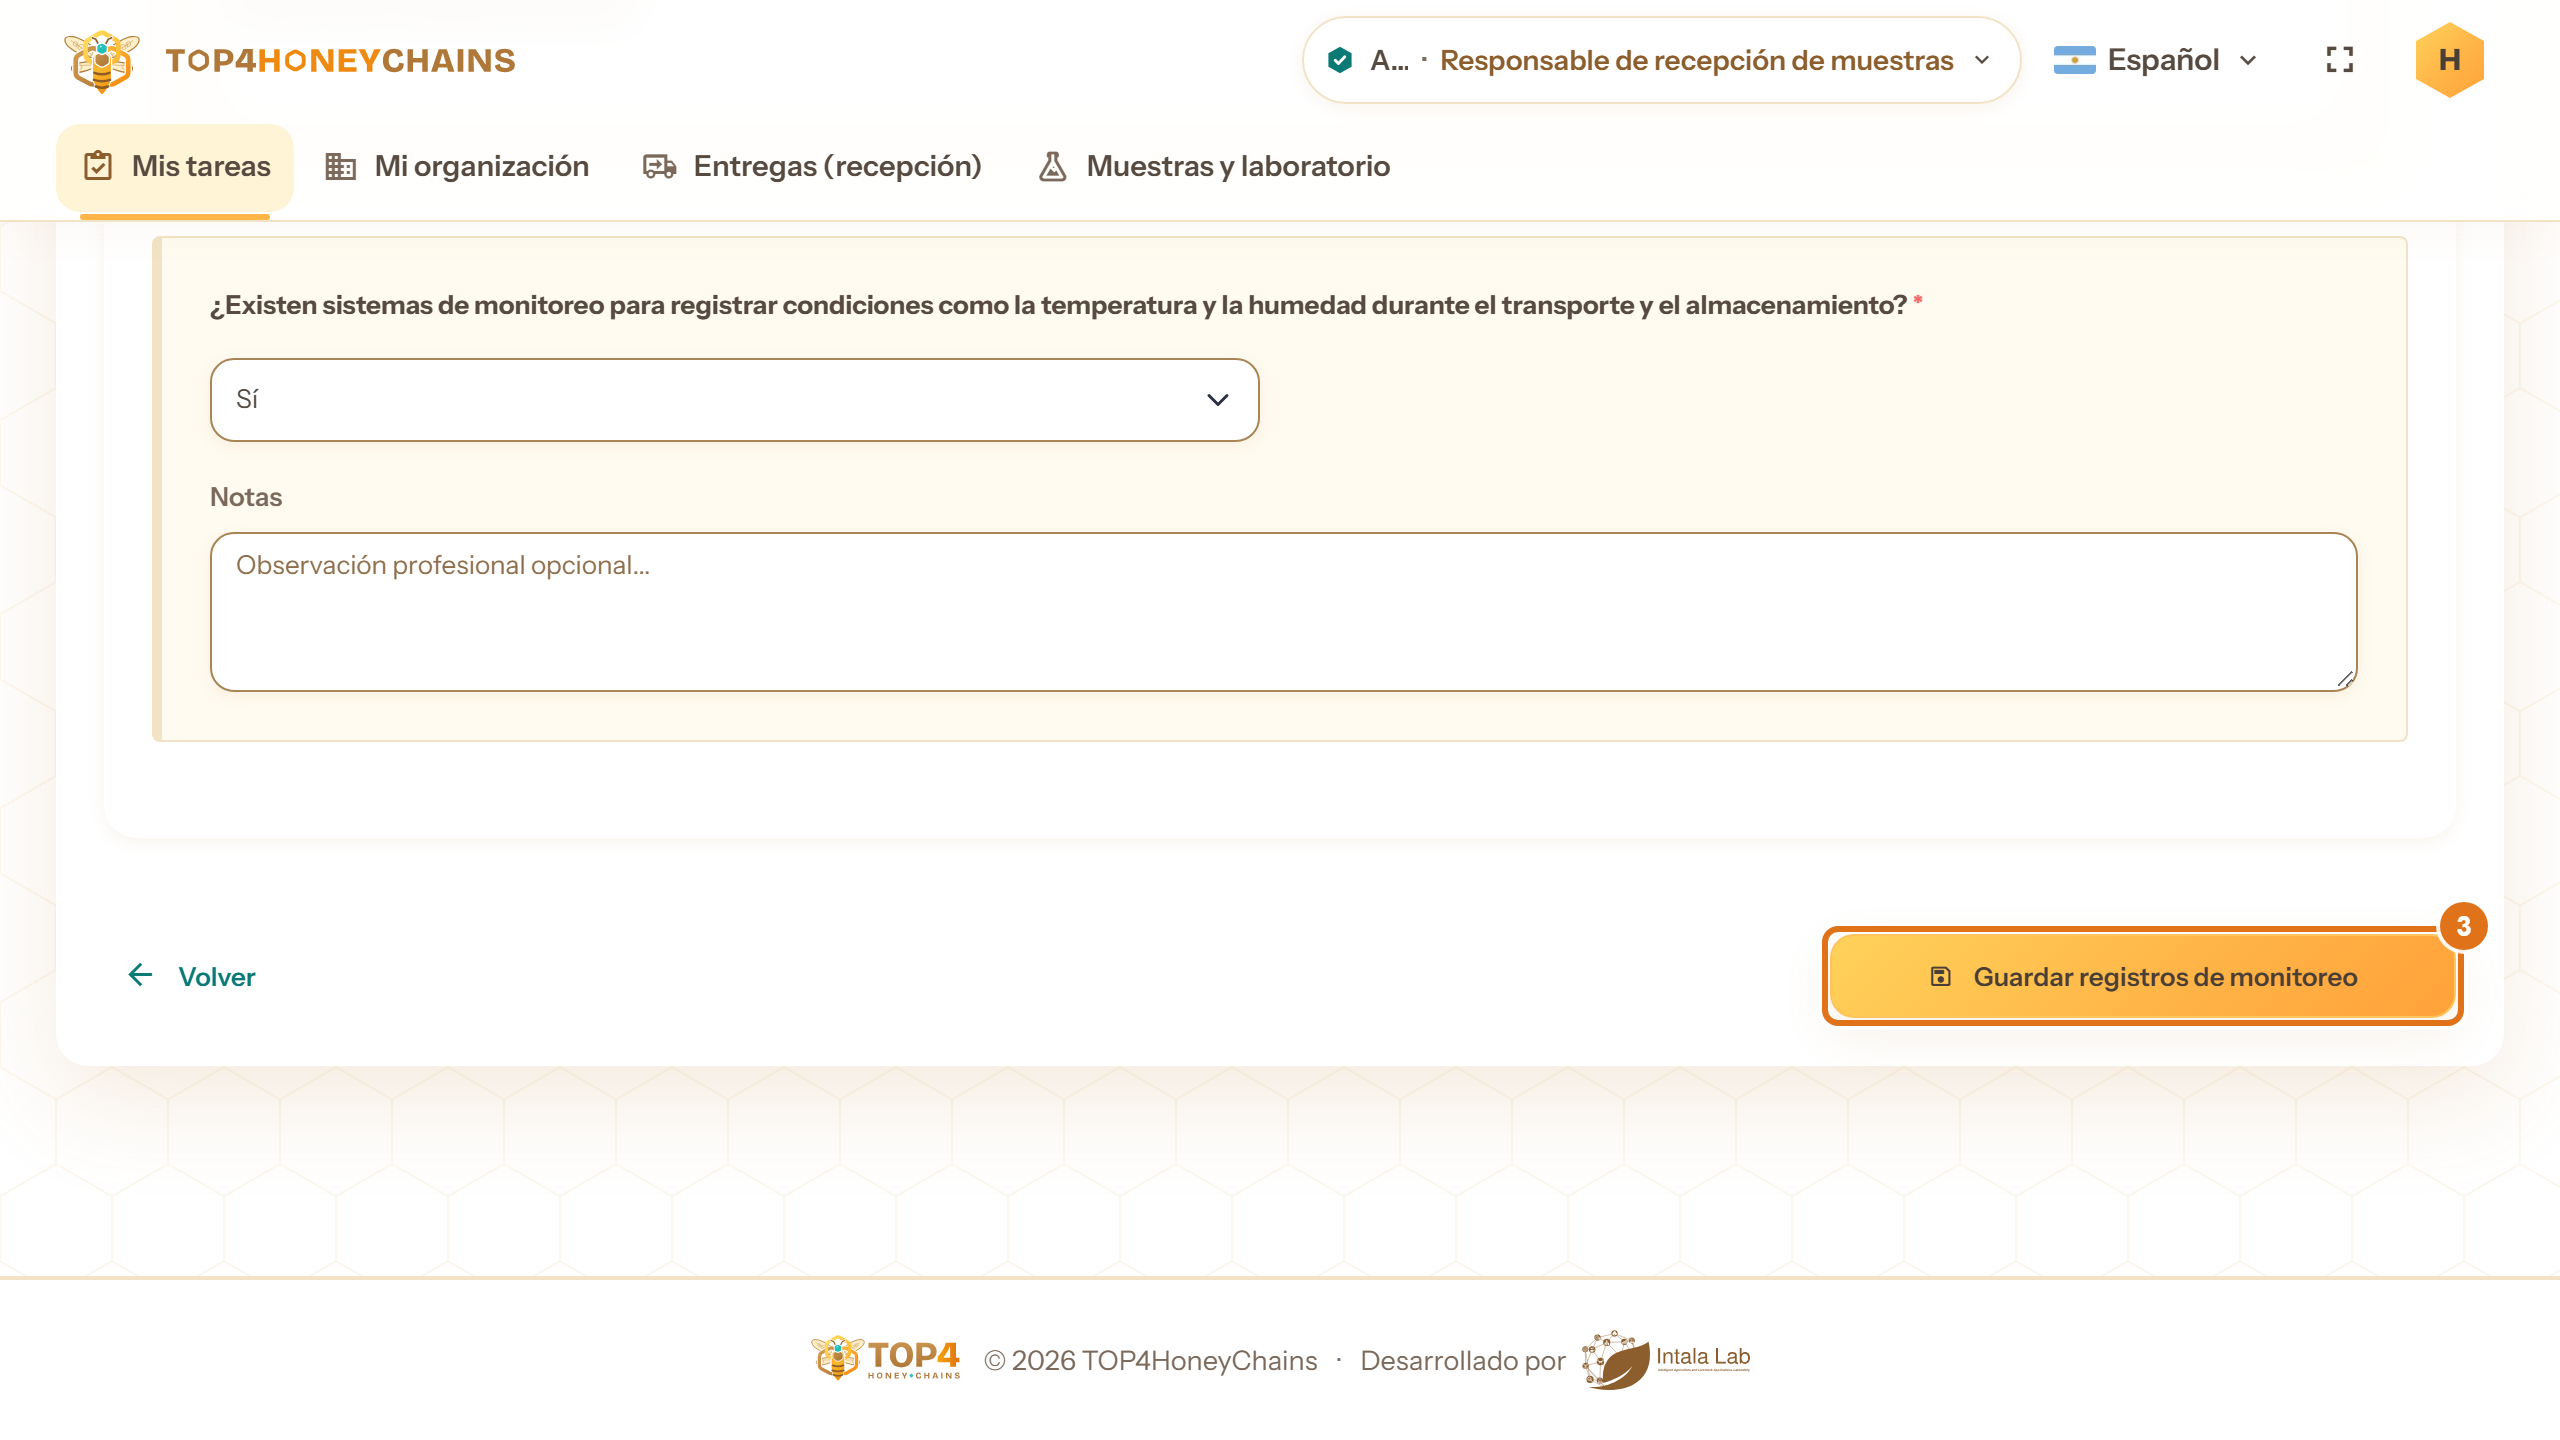 TOP4HONEYCHAINS
A... · Responsable de recepción de muestras
Español
H
Mis tareas
Mi organización
Entregas (recepción)
Muestras y laboratorio
¿Existen sistemas de monitoreo para registrar condiciones como la temperatura y la humedad durante el transporte y el almacenamiento? *
Sí
Notas
Observación profesional opcional...
Volver
3
Guardar registros de monitoreo
TOP4
HONEY•CHAINS
© 2026 TOP4HoneyChains · Desarrollado por
Intala Lab